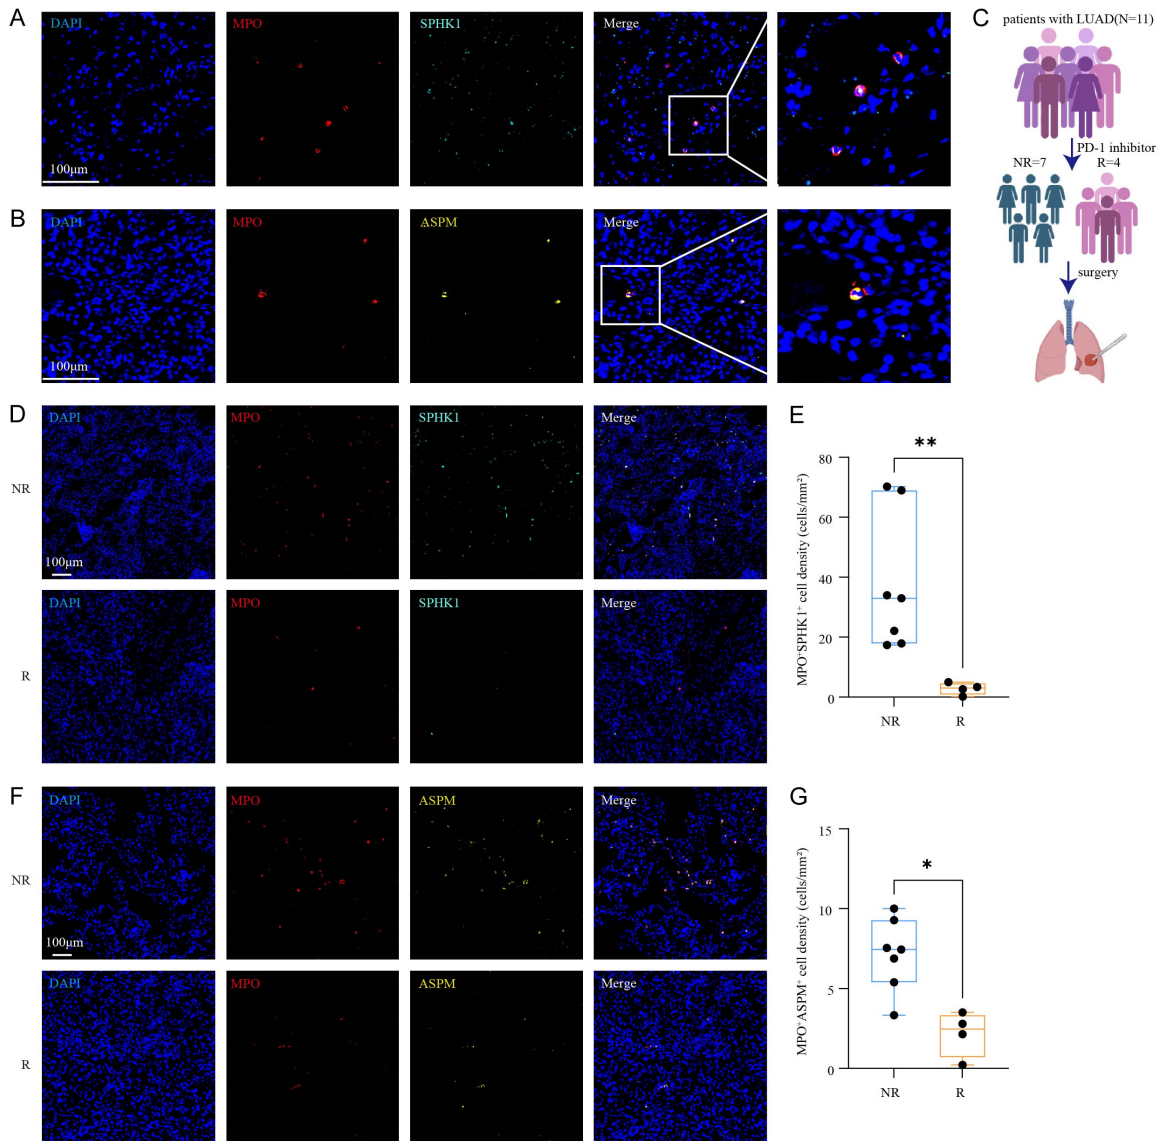 A
DAPI
MPO
SPHK1
Merge
100μm
C
patients with LUAD(N=11)
PD-1 inhibitor
NR=7
R=4
surgery
B
DAPI
MPO
ASPM
Merge
100μm
D
NR
DAPI
MPO
SPHK1
Merge
100μm
R
DAPI
MPO
SPHK1
Merge
E
**
MPO⁺SPHK1⁺ cell density (cells/mm²)
80
60
40
20
0
NR
R
F
NR
DAPI
MPO
ASPM
Merge
100μm
R
DAPI
MPO
ASPM
Merge
G
*
MPO⁺ASPM⁺ cell density (cells/mm²)
15
10
5
0
NR
R